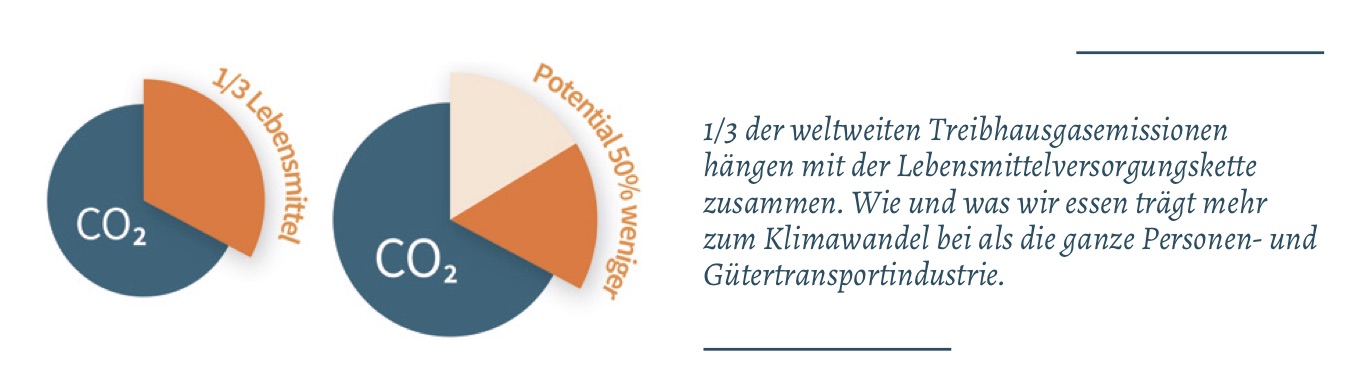 1/3 Lebensmittel
CO₂
Potential 50% weniger
CO₂
1/3 der weltweiten Treibhausgasemissionen
hängen mit der Lebensmittelversorgungskette
zusammen. Wie und was wir essen trägt mehr
zum Klimawandel bei als die ganze Personen- und
Gütertransportindustrie.